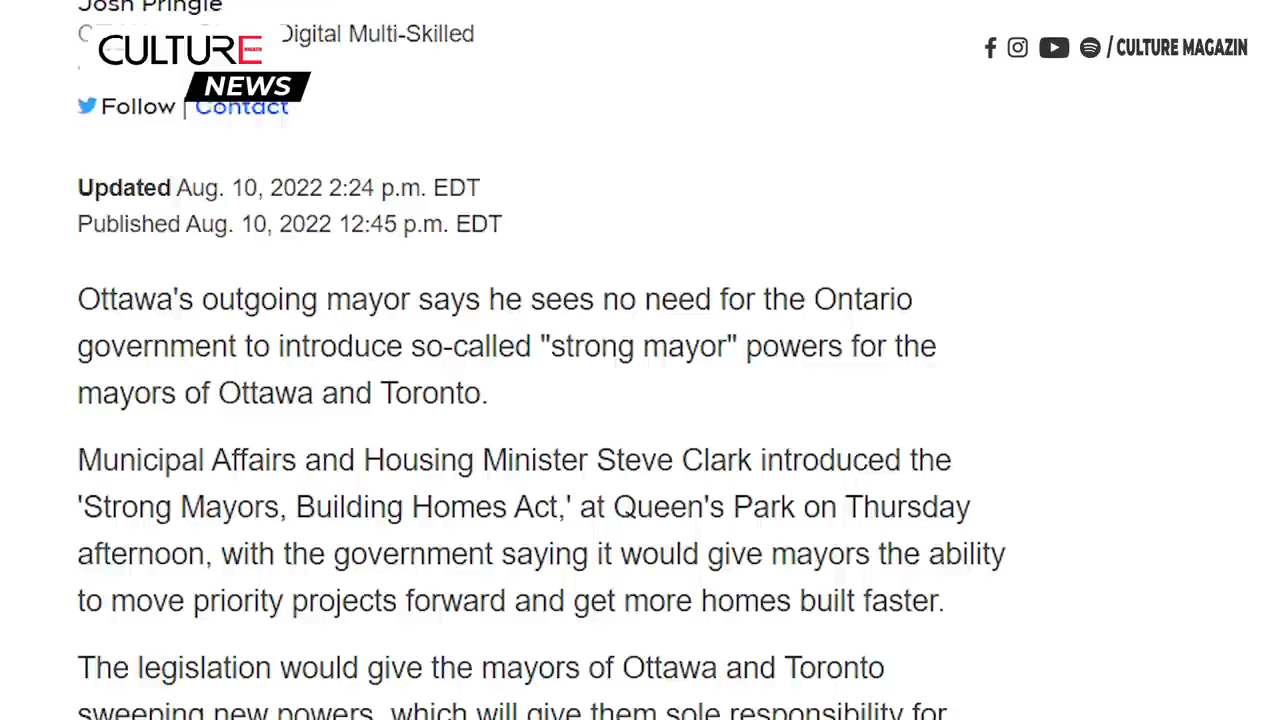 Josh Pringle
Digital Multi-Skilled
CULTURE
MAGAZIN
NEWS
/ CULTURE MAGAZIN
Follow | Contact
Updated Aug. 10, 2022 2:24 p.m. EDT
Published Aug. 10, 2022 12:45 p.m. EDT
Ottawa's outgoing mayor says he sees no need for the Ontario
government to introduce so-called "strong mayor" powers for the
mayors of Ottawa and Toronto.
Municipal Affairs and Housing Minister Steve Clark introduced the
'Strong Mayors, Building Homes Act,' at Queen's Park on Thursday
afternoon, with the government saying it would give mayors the ability
to move priority projects forward and get more homes built faster.
The legislation would give the mayors of Ottawa and Toronto
sweeping new powers, which will give them sole responsibility for